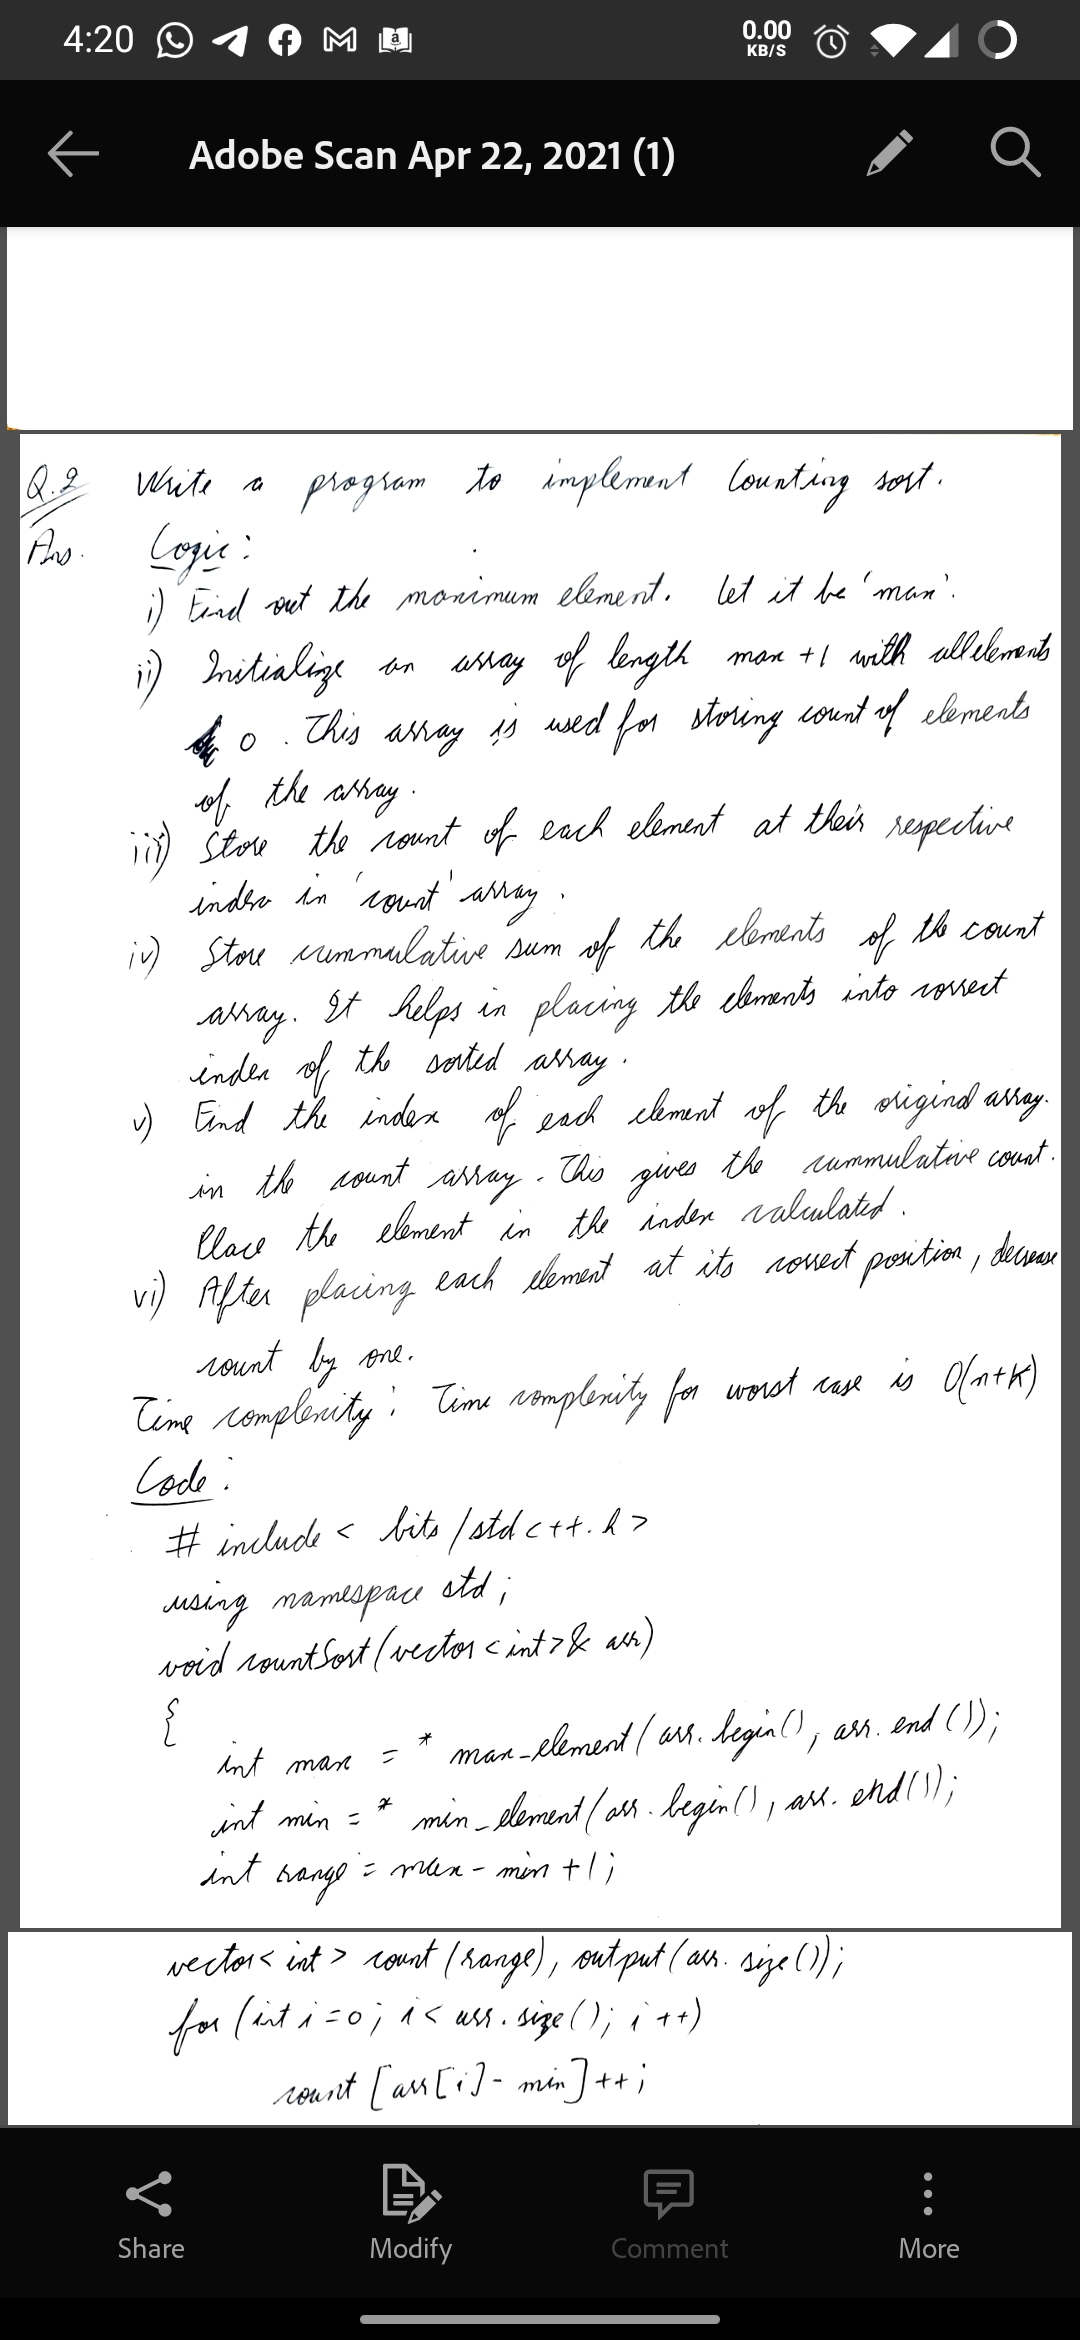 4:20
0.00 KB/S
Adobe Scan Apr 22, 2021 (1)
Q.2 Write a program to implement Counting sort.
Ans. Logic:
i) Find out the maximum element. Let it be 'max'.
ii) Initialize an array of length max +1 with all elements
0. This array is used for storing count of elements
of the array.
iii) Store the count of each element at their respective
index in 'count' array.
iv) Store cummulative sum of the elements of the count
array. It helps in placing the elements into correct
index of the sorted array.
v) Find the index of each element of the original array.
in the count array. This gives the cummulative count.
Place the element in the index calculated.
vi) After placing each element at its correct position, decrease
count by one.
Time complexity: Time complexity for worst case is O(n+K)
Code:
# include < bits /stdc++.h>
using namespace std;
void countSort(vector<int>& arr)
{
int max = * max_element(arr.begin(), arr.end());
int min = * min_element(arr.begin(), arr.end());
int range = max - min +1;
vector<int> count (range), output(arr.size());
for (int i=0; i< arr.size(); i++)
count [arr[i]- min]++;
Share
Modify
Comment
More